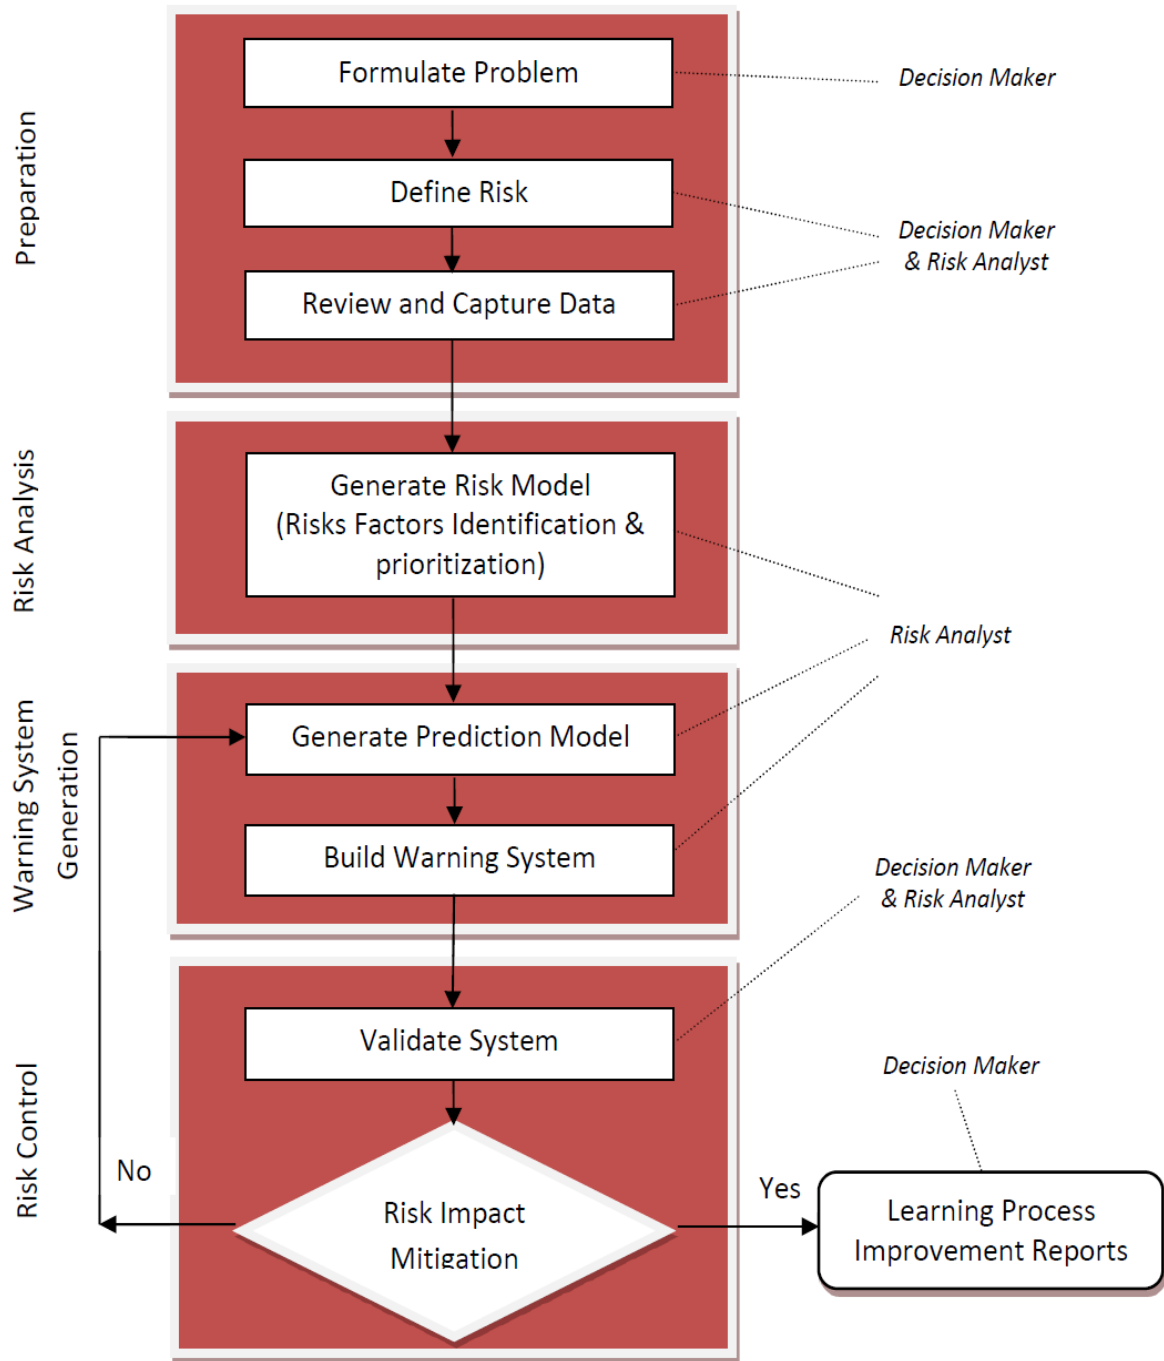 Preparation
Formulate Problem
Decision Maker
Define Risk
Decision Maker
& Risk Analyst
Review and Capture Data
Risk Analysis
Generate Risk Model
(Risks Factors Identification &
prioritization)
Risk Analyst
Warning System
Generation
Generate Prediction Model
Build Warning System
Decision Maker
& Risk Analyst
Risk Control
Validate System
Decision Maker
No
Risk Impact
Mitigation
Yes
Learning Process
Improvement Reports